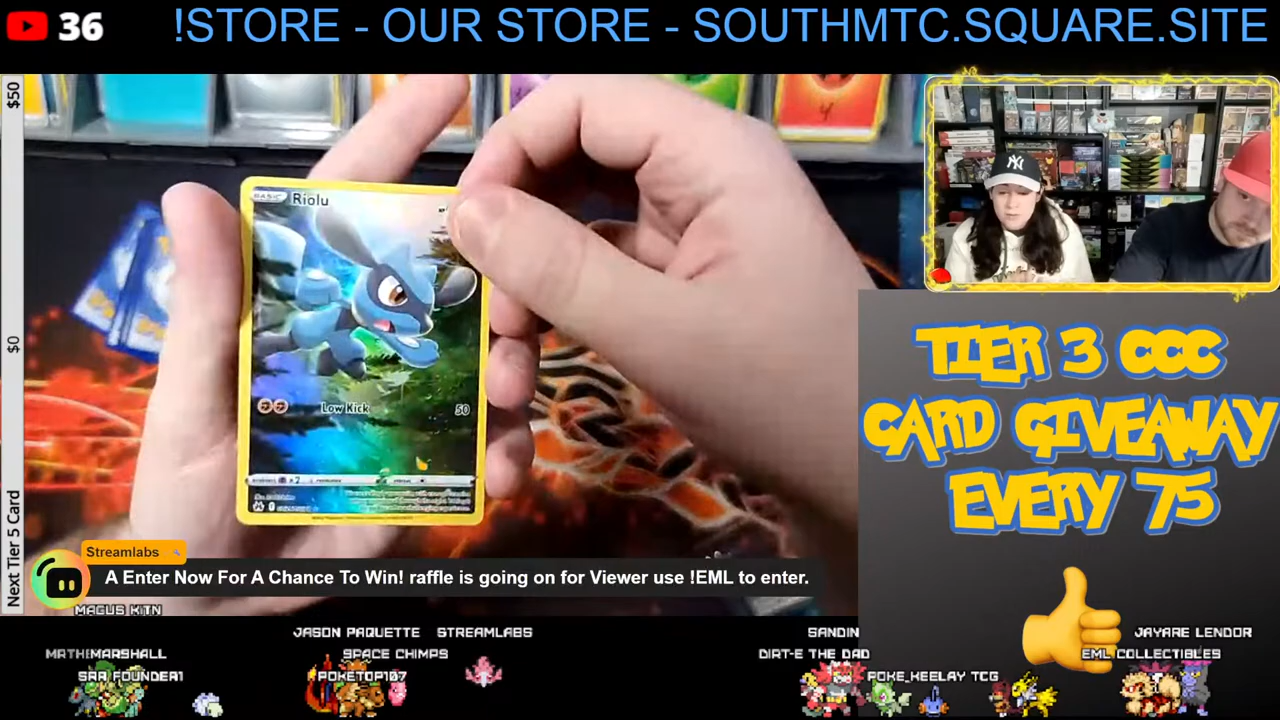 36
!STORE - OUR STORE - SOUTHMTC.SQUARE.SITE
$50
$0
Next Tier 5 Card
BASIC Riolu
Low Kick 50
TIER 3 CCC
CARD GIVEAWAY
EVERY 75
Streamlabs
A Enter Now For A Chance To Win! raffle is going on for Viewer use !EML to enter.
MAGUS KITN
JASON PAQUETTE STREAMLABS
SANDIN
JAYARE LENDOR
MATHEMARSHALL
SPACE CHIMPS
DIRT-E THE DAD
EML COLLECTIBLES
SRR FOUNDER1
POKETOP107
POKE_KEELAY TCG